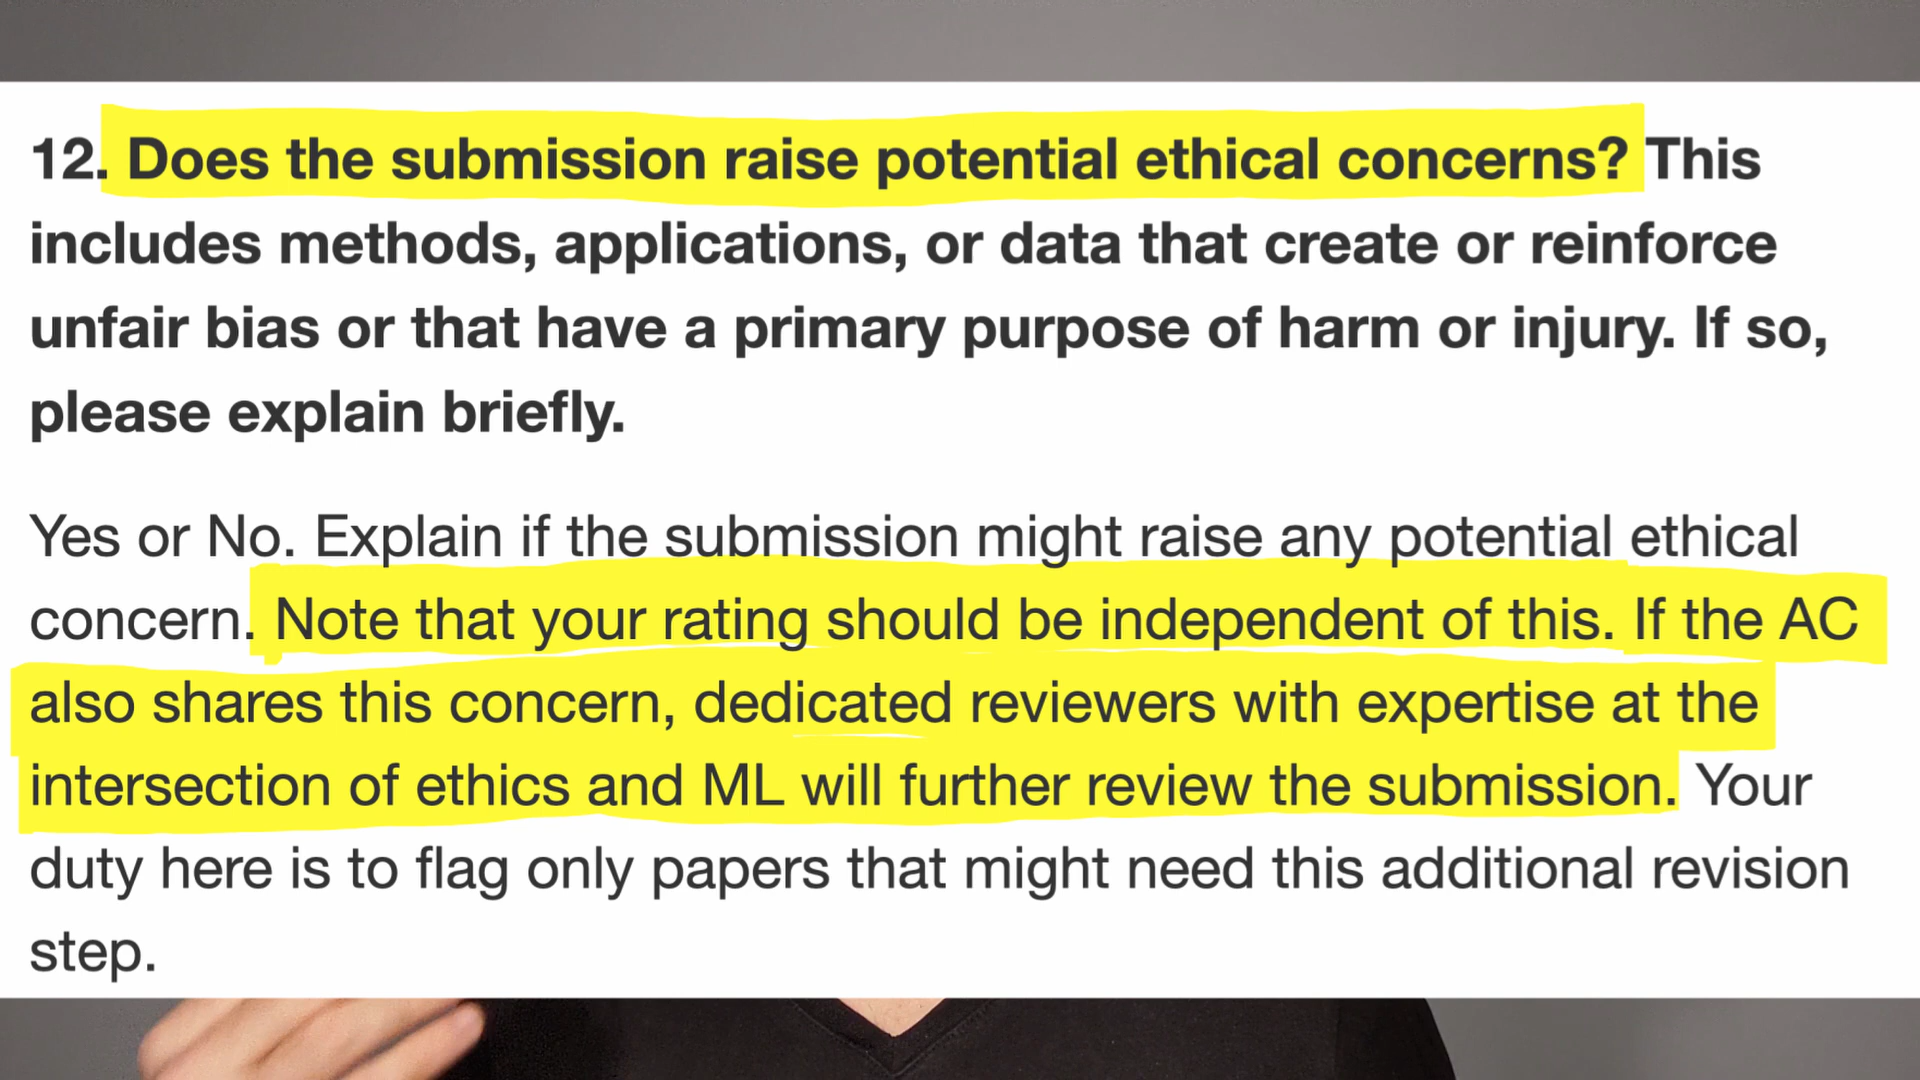 12. Does the submission raise potential ethical concerns? This
includes methods, applications, or data that create or reinforce
unfair bias or that have a primary purpose of harm or injury. If so,
please explain briefly.
Yes or No. Explain if the submission might raise any potential ethical
concern. Note that your rating should be independent of this. If the AC
also shares this concern, dedicated reviewers with expertise at the
intersection of ethics and ML will further review the submission. Your
duty here is to flag only papers that might need this additional revision
step.